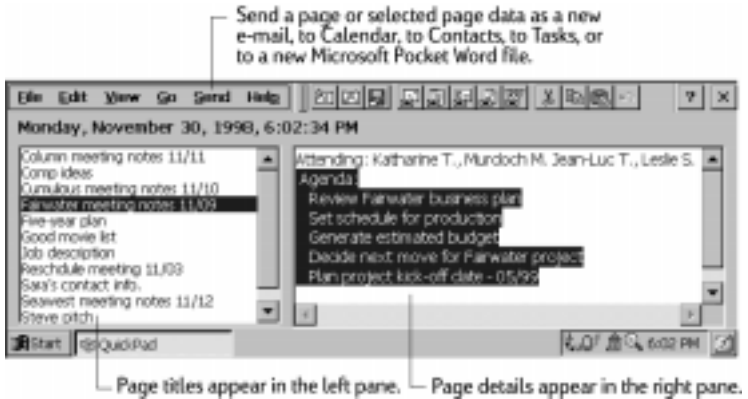 Send a page or selected page data as a new
e-mail, to Calendar, to Contacts, to Tasks, or
to a new Microsoft Pocket Word file.
File Edit View Go Send Help ? ×
Monday, November 30, 1998, 6:02:34 PM
Column meeting notes 11/11
Comp ideas
Cumulous meeting notes 11/10
Fairwater meeting notes 11/09
Five-year plan
Good movie list
Job description
Reschdule meeting 11/03
Sara's contact info.
Seawest meeting notes 11/12
Steve pitch
Attending: Katharine T., Murdoch M. Jean-Luc T., Leslie S.
Agenda:
Review Fairwater business plan
Set schedule for production
Generate estimated budget
Decide next move for Fairwater project
Plan project kick-off date - 05/99
Start QuickPad 6:02 PM
Page titles appear in the left pane.
Page details appear in the right pane.